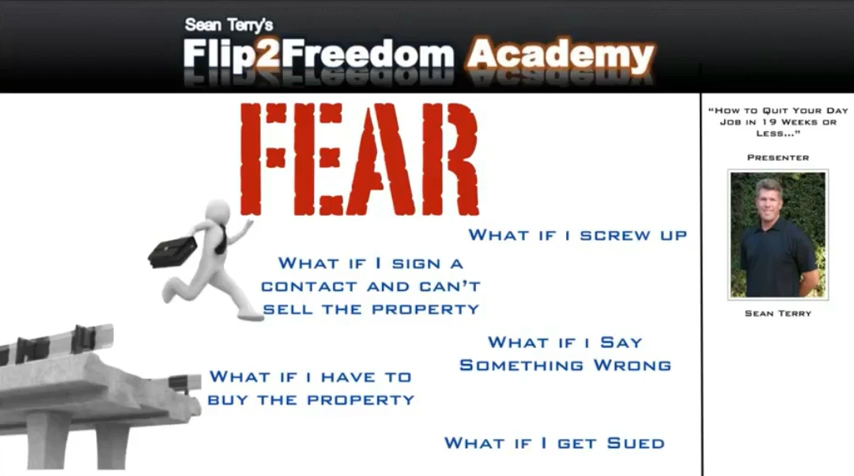 Sean Terry's
Flip2Freedom Academy
FEAR
WHAT IF I SCREW UP
WHAT IF I SIGN A
CONTACT AND CAN'T
SELL THE PROPERTY
WHAT IF I SAY
SOMETHING WRONG
WHAT IF I HAVE TO
BUY THE PROPERTY
WHAT IF I GET SUED
"HOW TO QUIT YOUR DAY
JOB IN 19 WEEKS OR
LESS..."
PRESENTER
SEAN TERRY